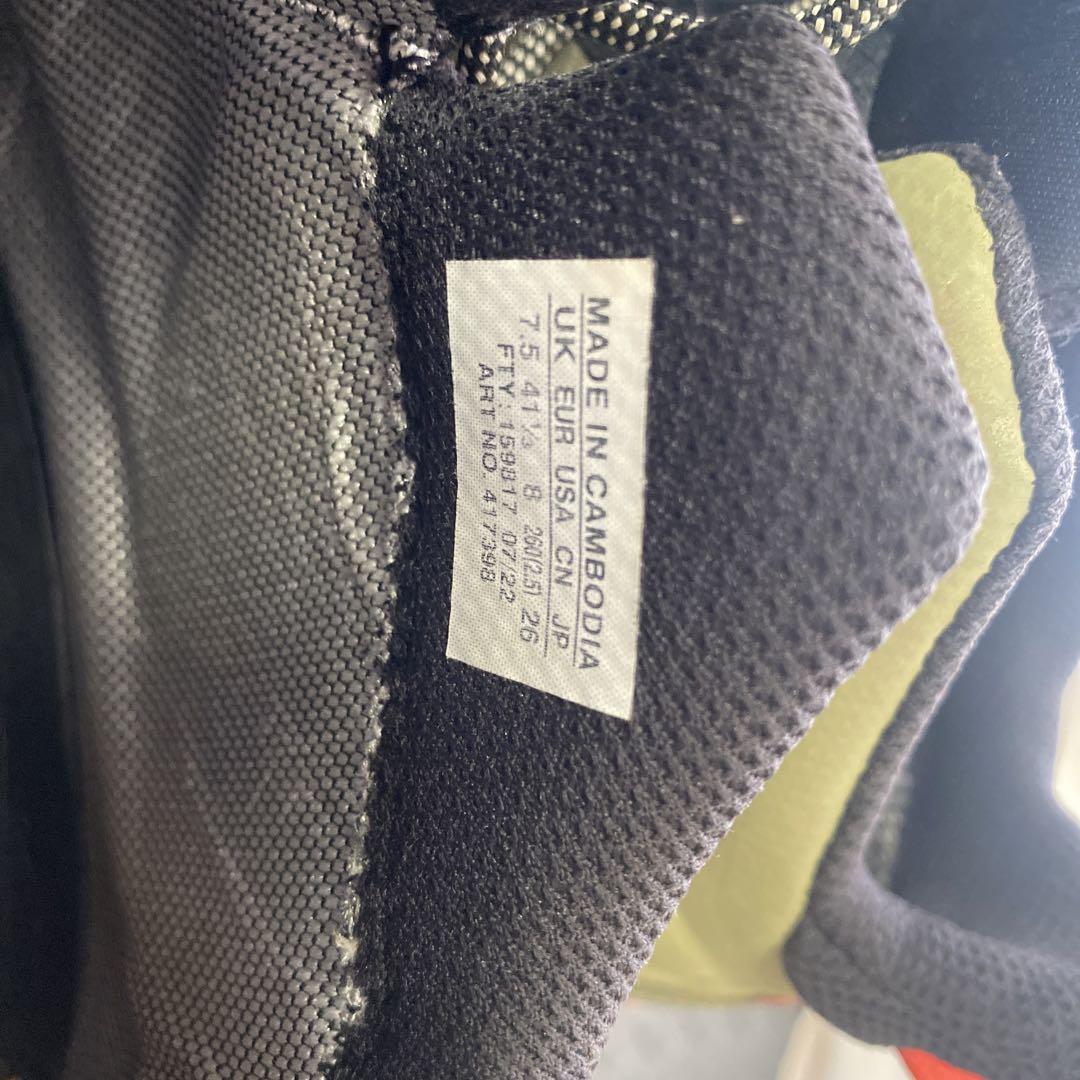 MADE IN CAMBODIA
UK EUR USA CN JP
7.5 41⅓ 8 260(2.5) 26
FTY: 159817 07/22
ART NO. 417398